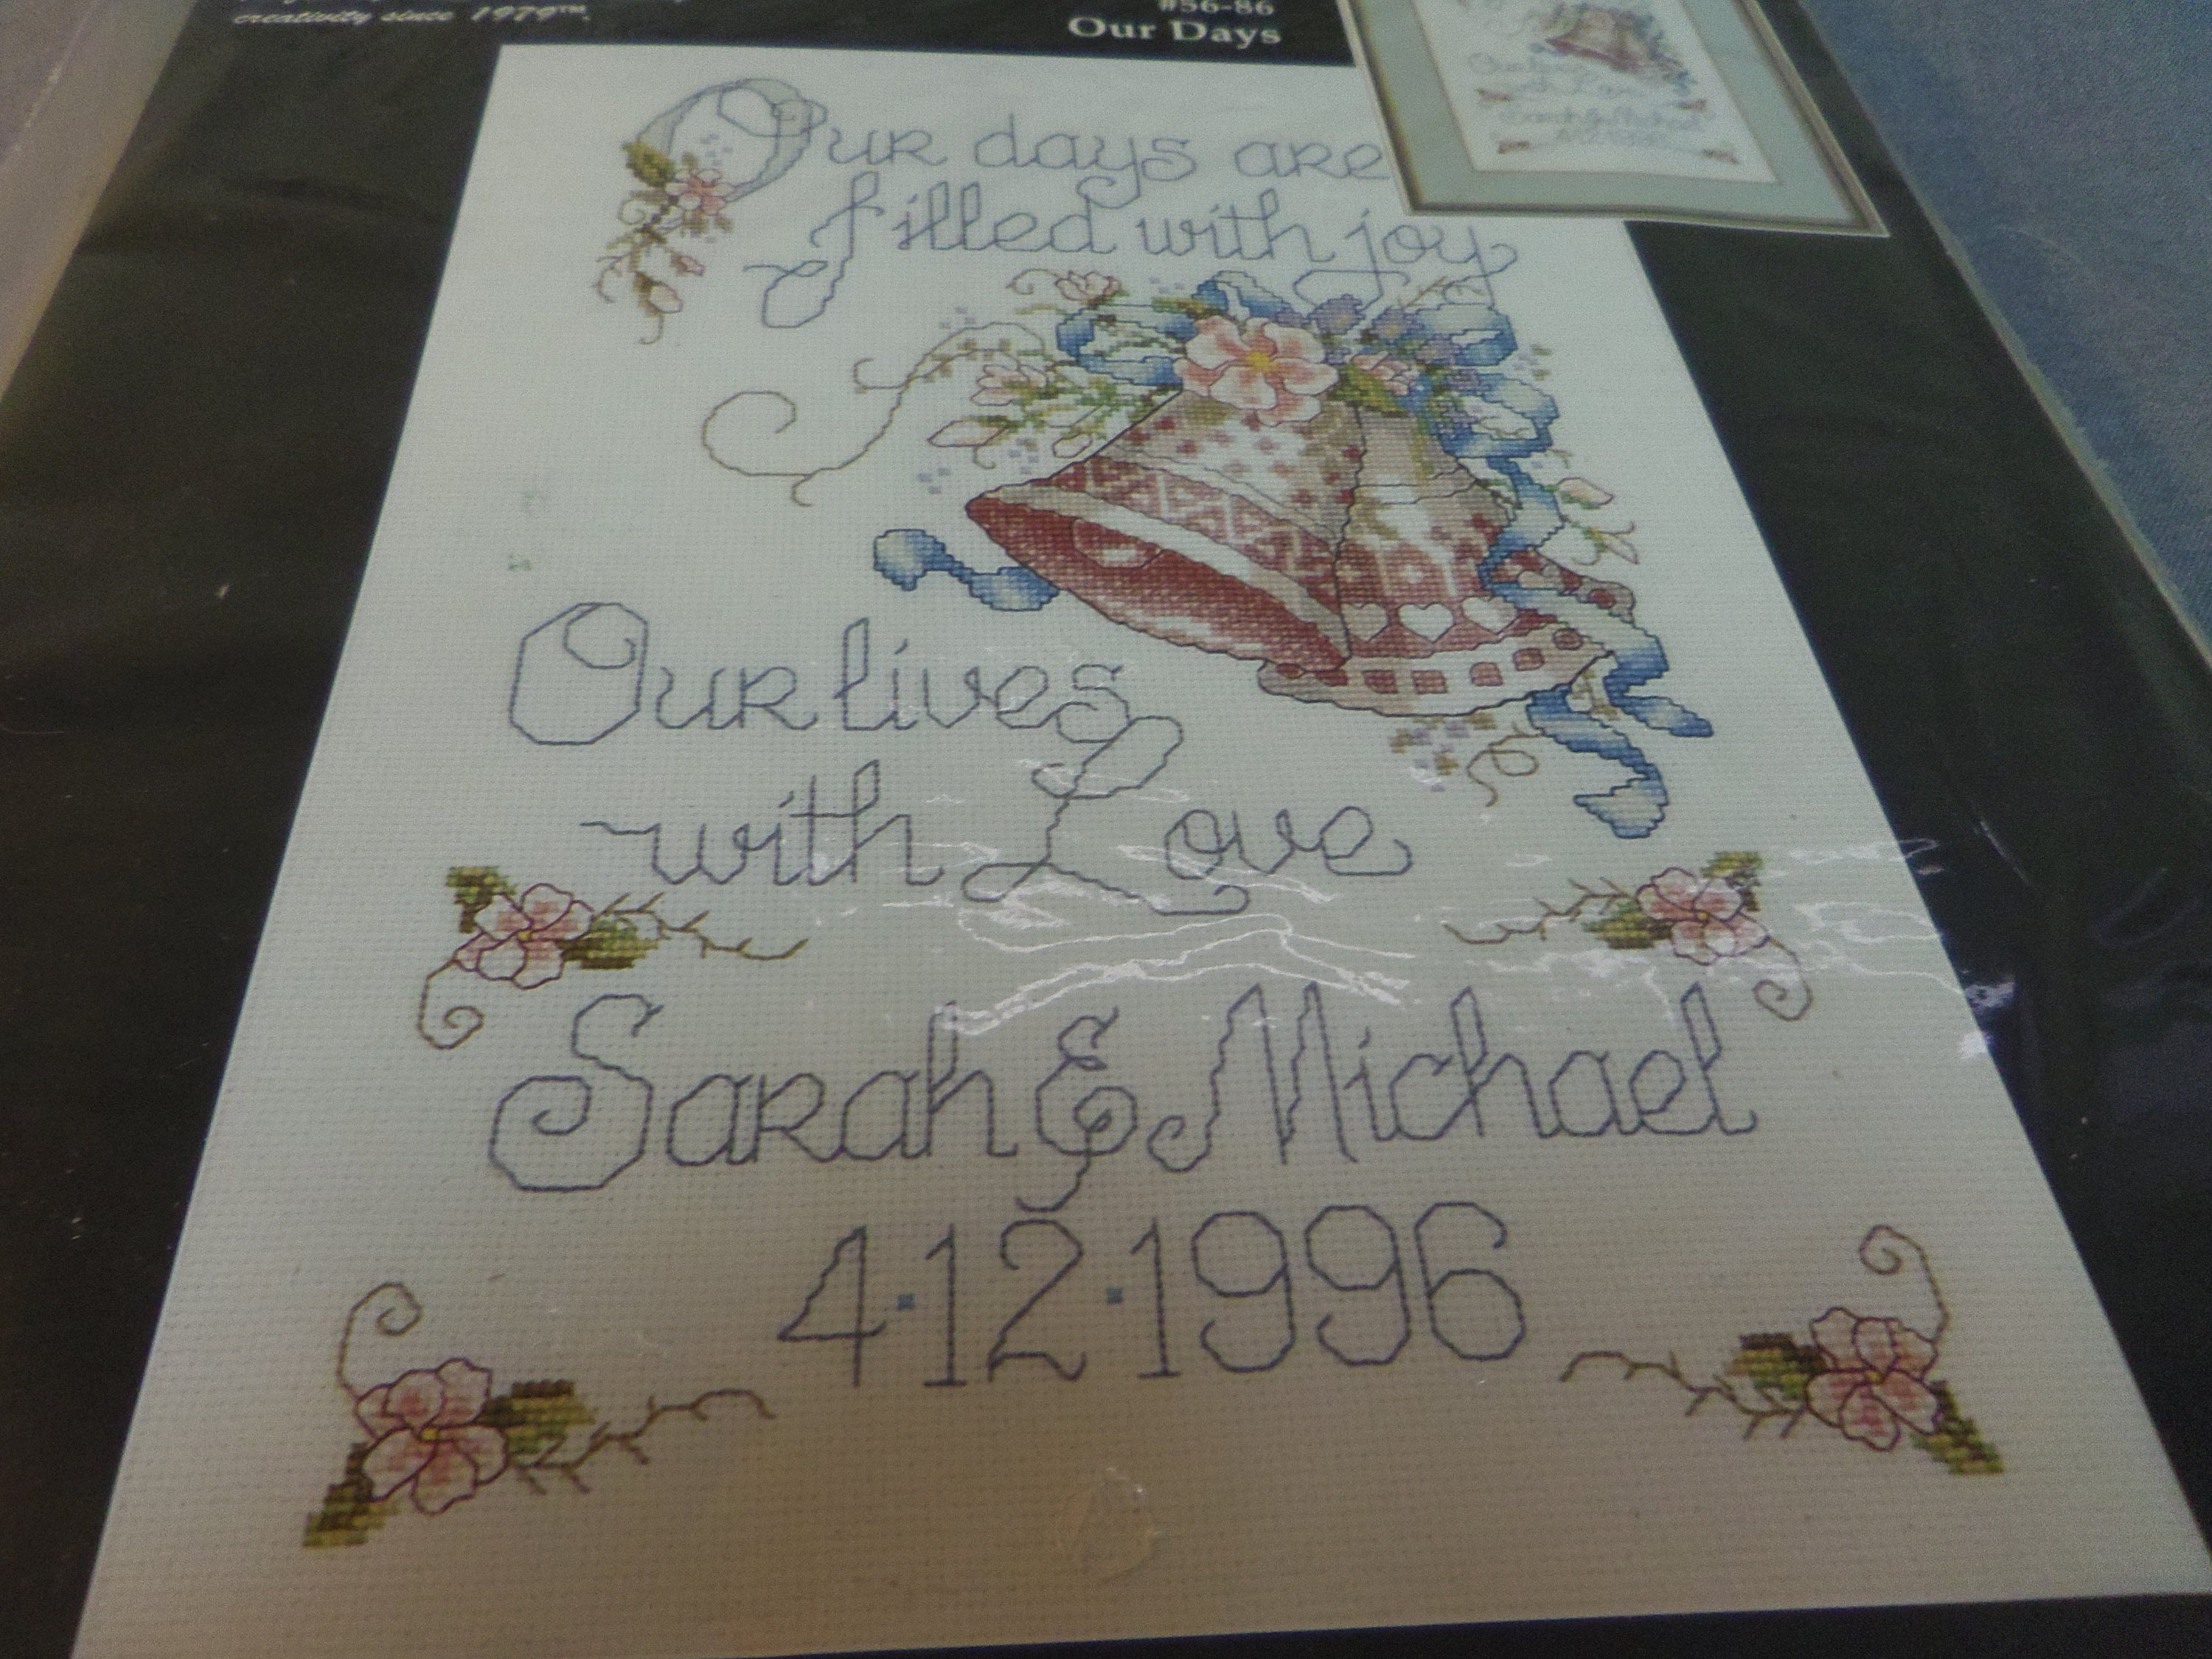 creativity since 1979™.
#56-86
Our Days
Our days are
filled with joy
Our lives
with Love
Sarah & Michael
4·12·1996